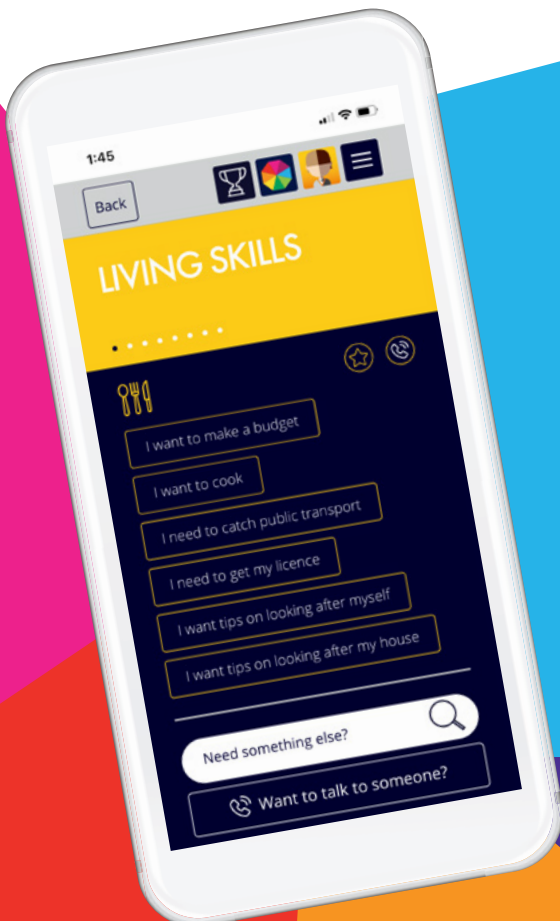 1:45
Back
LIVING SKILLS
I want to make a budget
I want to cook
I need to catch public transport
I need to get my licence
I want tips on looking after myself
I want tips on looking after my house
Need something else?
Want to talk to someone?